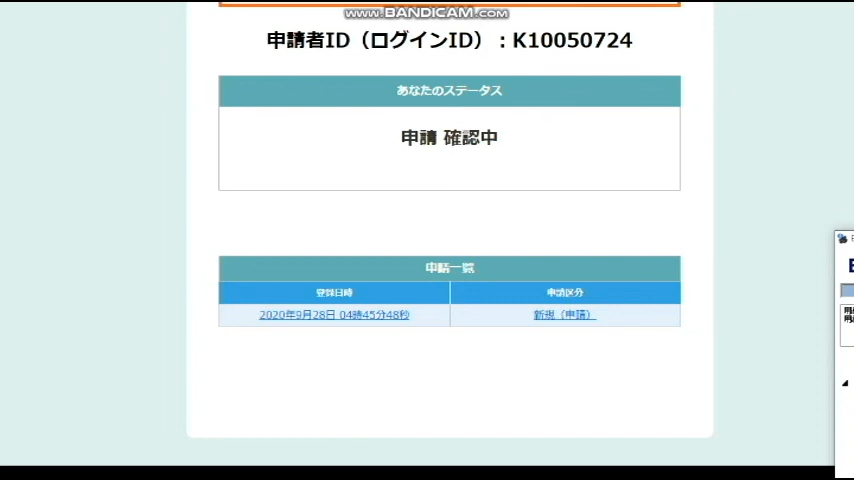 www.BANDICAM.com
申請者ID（ログインID）：K10050724
あなたのステータス
申請 確認中
申請一覧
登録日時 申請区分
2020年9月28日 04時45分48秒 新規（申請）